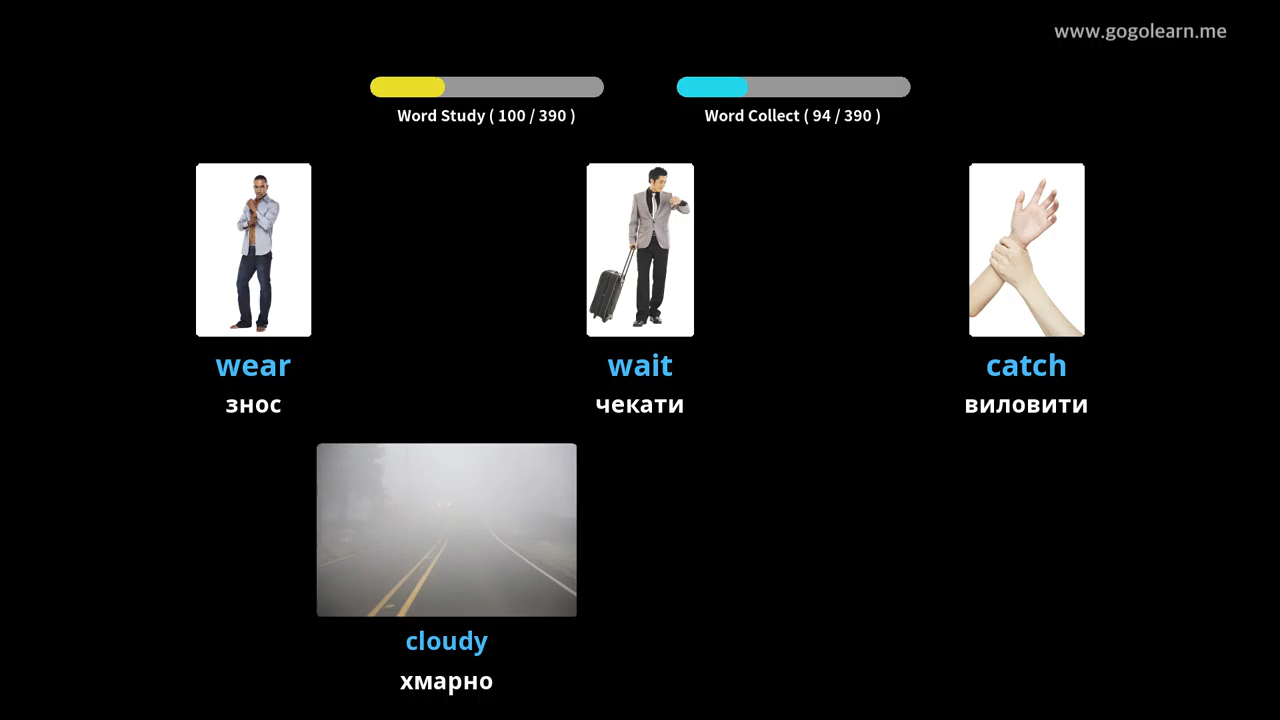 www.gogolearn.me
Word Study ( 100 / 390 )
Word Collect ( 94 / 390 )
wear
wait
catch
знос
чекати
виловити
cloudy
хмарно